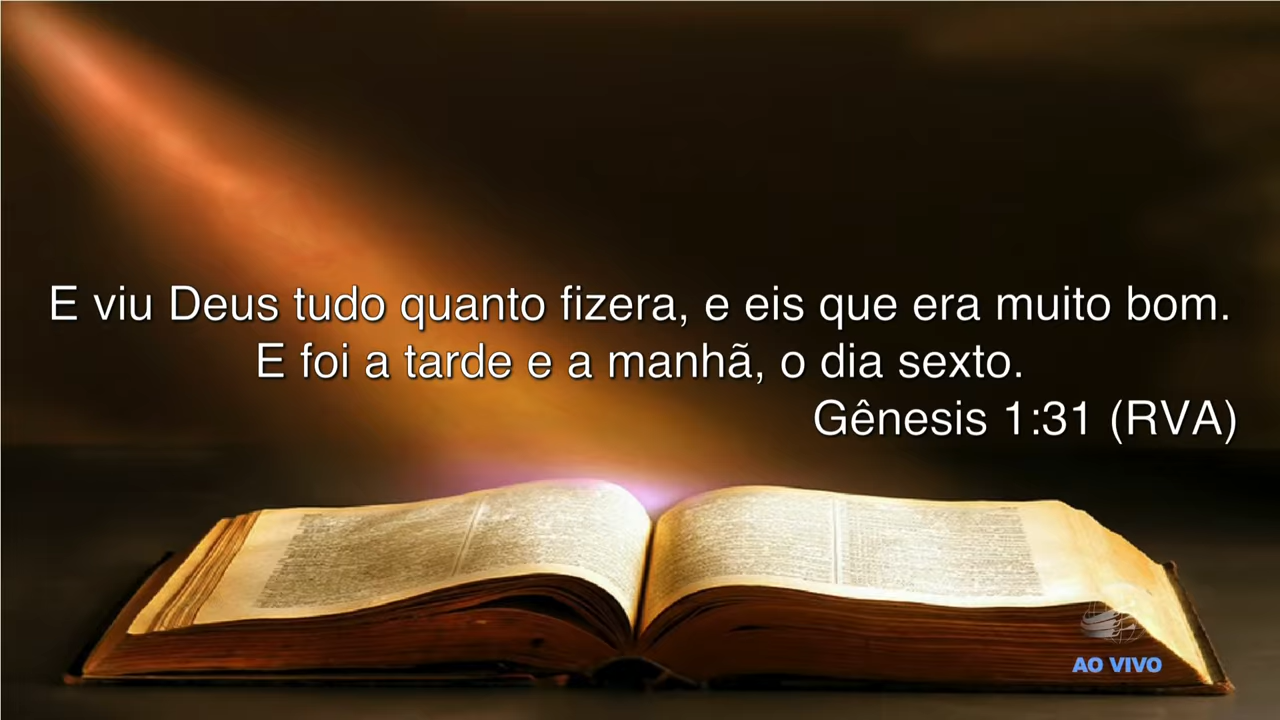 E viu Deus tudo quanto fizera, e eis que era muito bom.
E foi a tarde e a manhã, o dia sexto.
Gênesis 1:31 (RVA)
AO VIVO